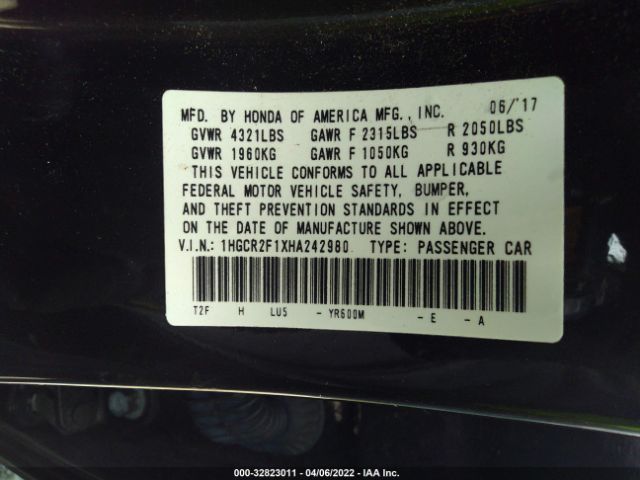 MFD. BY HONDA OF AMERICA MFG., INC. 06/'17
GVWR 4321LBS GAWR F 2315LBS R 2050LBS
GVWR 1960KG GAWR F 1050KG R 930KG
THIS VEHICLE CONFORMS TO ALL APPLICABLE
FEDERAL MOTOR VEHICLE SAFETY, BUMPER,
AND THEFT PREVENTION STANDARDS IN EFFECT
ON THE DATE OF MANUFACTURE SHOWN ABOVE.
V.I.N.: 1HGCR2F1XHA242980 TYPE: PASSENGER CAR
T2F H LU5 - YR600M - E - A
000-32823011 - 04/06/2022 - IAA Inc.